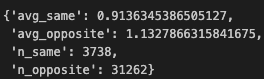 {'avg_same': 0.9136345386505127,
 'avg_opposite': 1.1327866315841675,
 'n_same': 3738,
 'n_opposite': 31262}